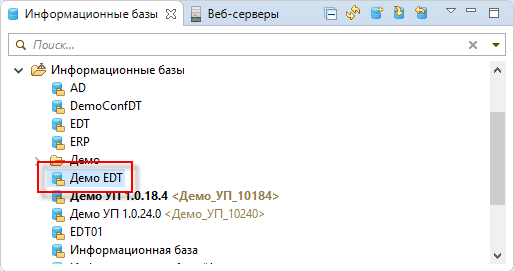 Информационные базы Веб-серверы
Поиск...
Информационные базы
AD
DemoConfDT
EDT
ERP
Демо
Демо EDT
Демо УП 1.0.18.4 <Демо_УП_10184>
Демо УП 1.0.24.0 <Демо_УП_10240>
EDT01
Информационная база